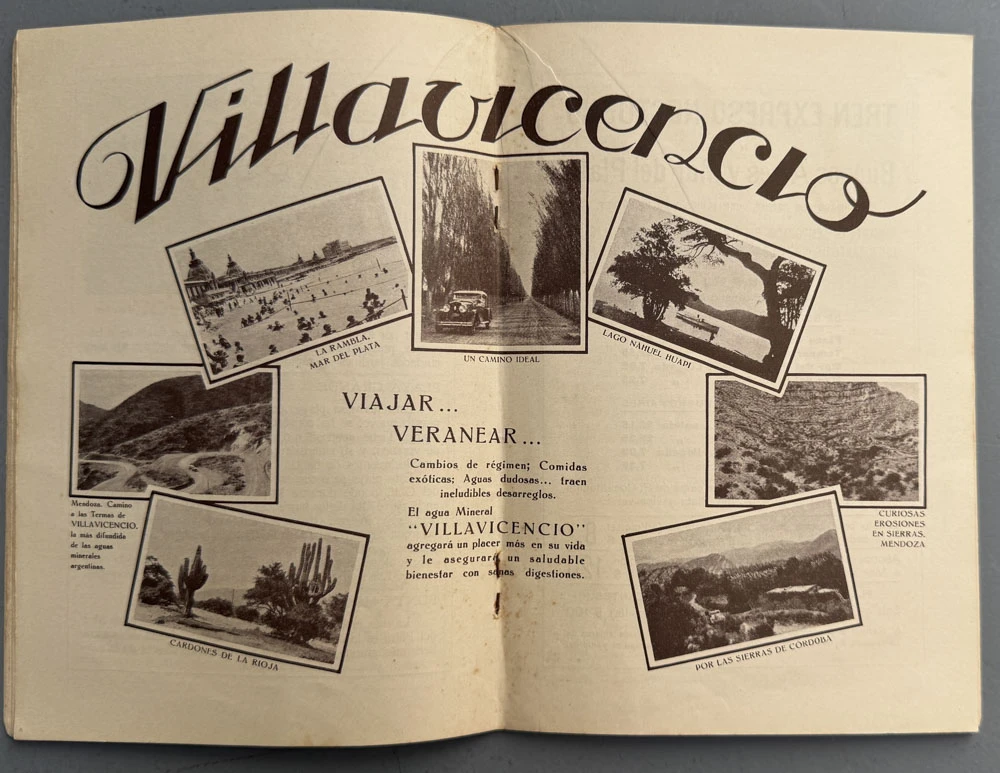 Villavicencio
LA RAMBLA.
MAR DEL PLATA
UN CAMINO IDEAL
LAGO NAHUEL HUAPI
VIAJAR...
VERANEAR...
Cambios de régimen; Comidas
exóticas; Aguas dudosas... traen
ineludibles desarreglos.
El agua Mineral
“VILLAVICENCIO”
agregará un placer más en su vida
y le asegurará un saludable
bienestar con sanas digestiones.
Mendoza. Camino
a las Termas de
VILLAVICENCIO,
la más difundida
de las aguas
minerales
argentinas.
CURIOSAS
EROSIONES
EN SIERRAS.
MENDOZA
CARDONES DE LA RIOJA
POR LAS SIERRAS DE CORDOBA